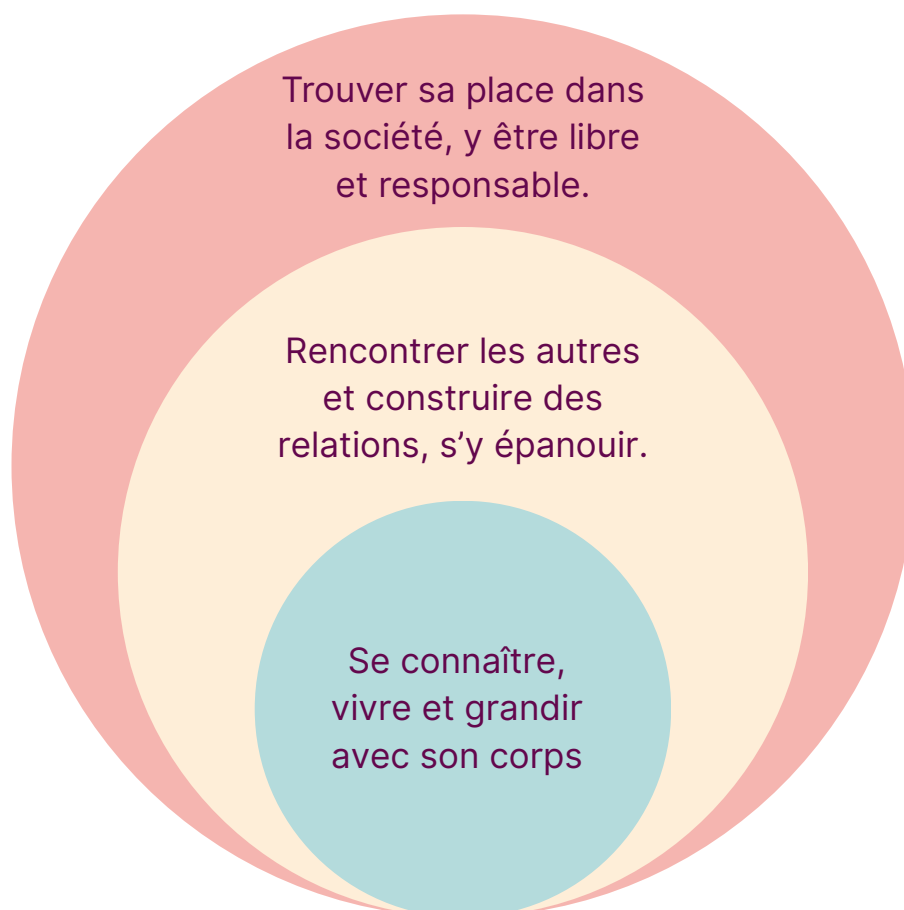 Trouver sa place dans
la société, y être libre
et responsable.
Rencontrer les autres
et construire des
relations, s’y épanouir.
Se connaître,
vivre et grandir
avec son corps